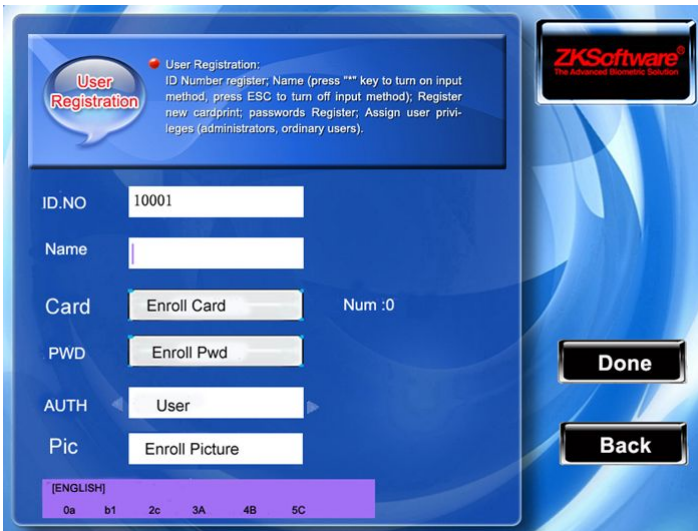 User Registration
User Registration:
ID Number register; Name (press "*" key to turn on input
method, press ESC to turn off input method); Register
new cardprint; passwords Register; Assign user privi-
leges (administrators, ordinary users).
ZKSoftware®
The Advanced Biometric Solution
ID.NO 10001
Name
Card Enroll Card Num :0
PWD Enroll Pwd
Done
AUTH User
Pic Enroll Picture
Back
[ENGLISH]
0a b1 2c 3A 4B 5C